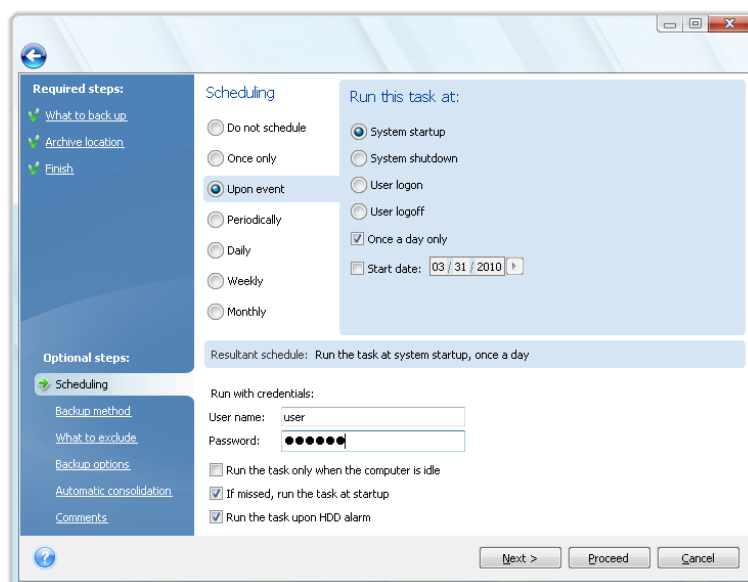 Required steps:
What to back up
Archive location
Finish
Optional steps:
Scheduling
Backup method
What to exclude
Backup options
Automatic consolidation
Comments
Scheduling
Do not schedule
Once only
Upon event
Periodically
Daily
Weekly
Monthly
Run this task at:
System startup
System shutdown
User logon
User logoff
Once a day only
Start date: 03 / 31 / 2010
Resultant schedule: Run the task at system startup, once a day
Run with credentials:
User name: user
Password: ●●●●●●
Run the task only when the computer is idle
If missed, run the task at startup
Run the task upon HDD alarm
? Next > Proceed Cancel